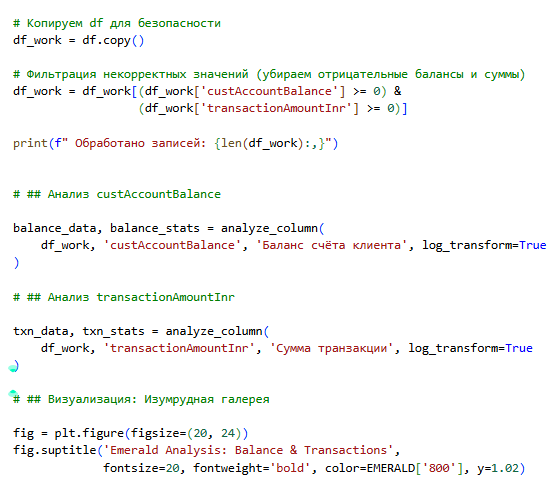 # Копируем df для безопасности
df_work = df.copy()
# Фильтрация некорректных значений (убираем отрицательные балансы и суммы)
df_work = df_work[(df_work['custAccountBalance'] >= 0) &
                  (df_work['transactionAmountInr'] >= 0)]
print(f" Обработано записей: {len(df_work):,}")
# ## Анализ custAccountBalance
balance_data, balance_stats = analyze_column(
    df_work, 'custAccountBalance', 'Баланс счёта клиента', log_transform=True
)
# ## Анализ transactionAmountInr
txn_data, txn_stats = analyze_column(
    df_work, 'transactionAmountInr', 'Сумма транзакции', log_transform=True
)
# ## Визуализация: Изумрудная галерея
fig = plt.figure(figsize=(20, 24))
fig.suptitle('Emerald Analysis: Balance & Transactions',
             fontsize=20, fontweight='bold', color=EMERALD['800'], y=1.02)